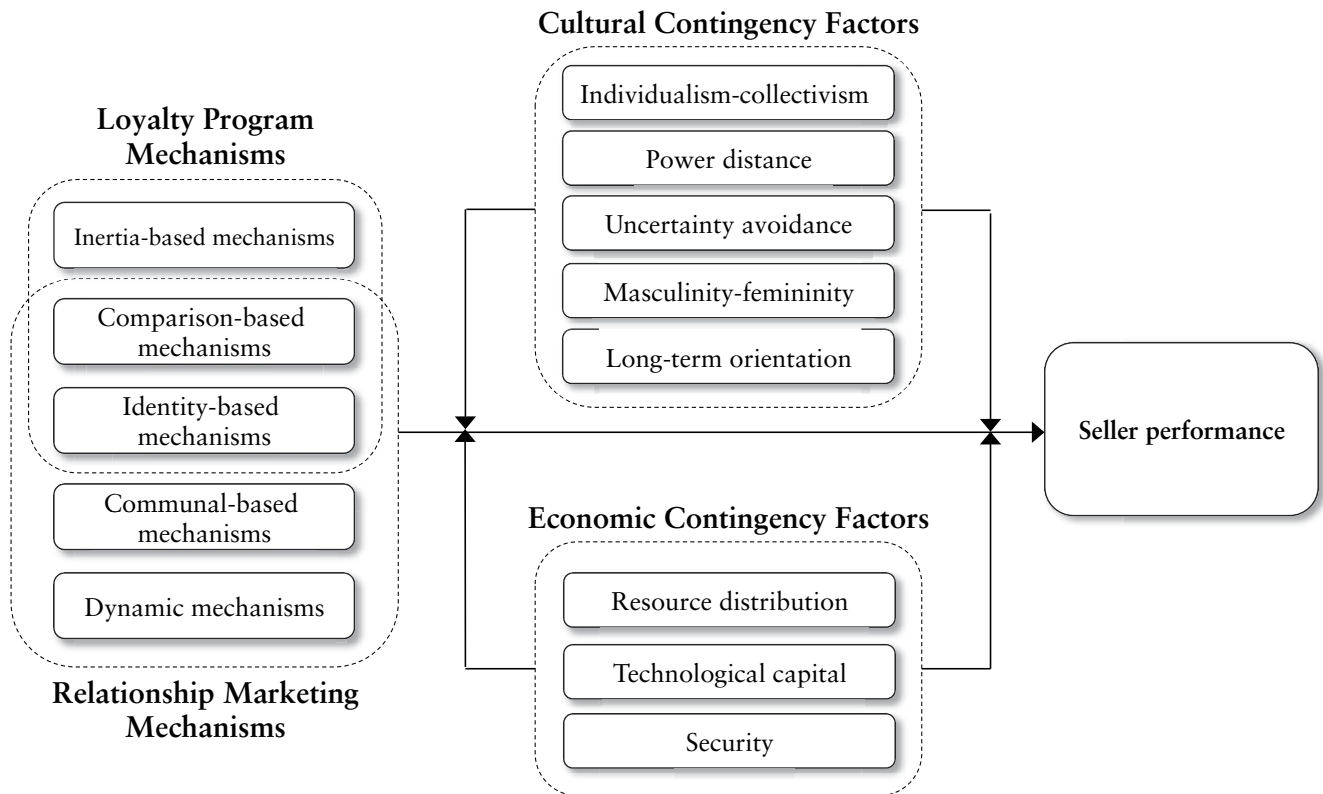 Loyalty Program
Mechanisms
Inertia-based mechanisms
Comparison-based
mechanisms
Identity-based
mechanisms
Communal-based
mechanisms
Dynamic mechanisms
Relationship Marketing
Mechanisms
Cultural Contingency Factors
Individualism-collectivism
Power distance
Uncertainty avoidance
Masculinity-femininity
Long-term orientation
Economic Contingency Factors
Resource distribution
Technological capital
Security
Seller performance